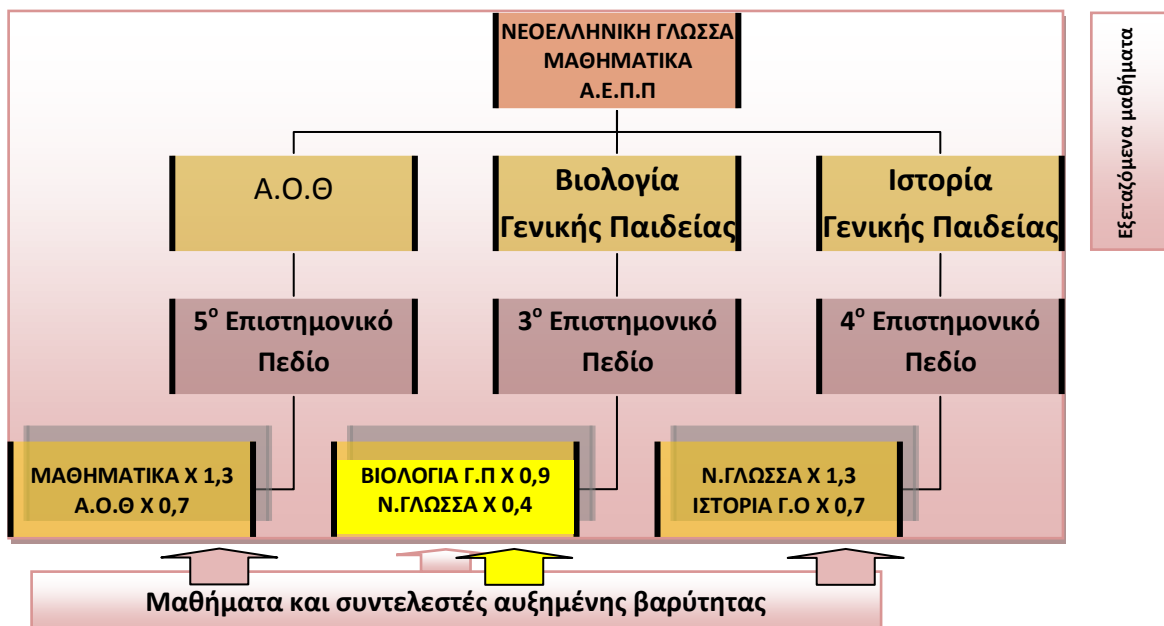 ΝΕΟΕΛΛΗΝΙΚΗ ΓΛΩΣΣΑ
ΜΑΘΗΜΑΤΙΚΑ
Α.Ε.Π.Π
Εξεταζόμενα μαθήματα
Α.Ο.Θ
Βιολογία
Γενικής Παιδείας
Ιστορία
Γενικής Παιδείας
5ο Επιστημονικό
Πεδίο
3ο Επιστημονικό
Πεδίο
4ο Επιστημονικό
Πεδίο
ΜΑΘΗΜΑΤΙΚΑ Χ 1,3
Α.Ο.Θ Χ 0,7
ΒΙΟΛΟΓΙΑ Γ.Π Χ 0,9
Ν.ΓΛΩΣΣΑ Χ 0,4
Ν.ΓΛΩΣΣΑ Χ 1,3
ΙΣΤΟΡΙΑ Γ.Ο Χ 0,7
Μαθήματα και συντελεστές αυξημένης βαρύτητας